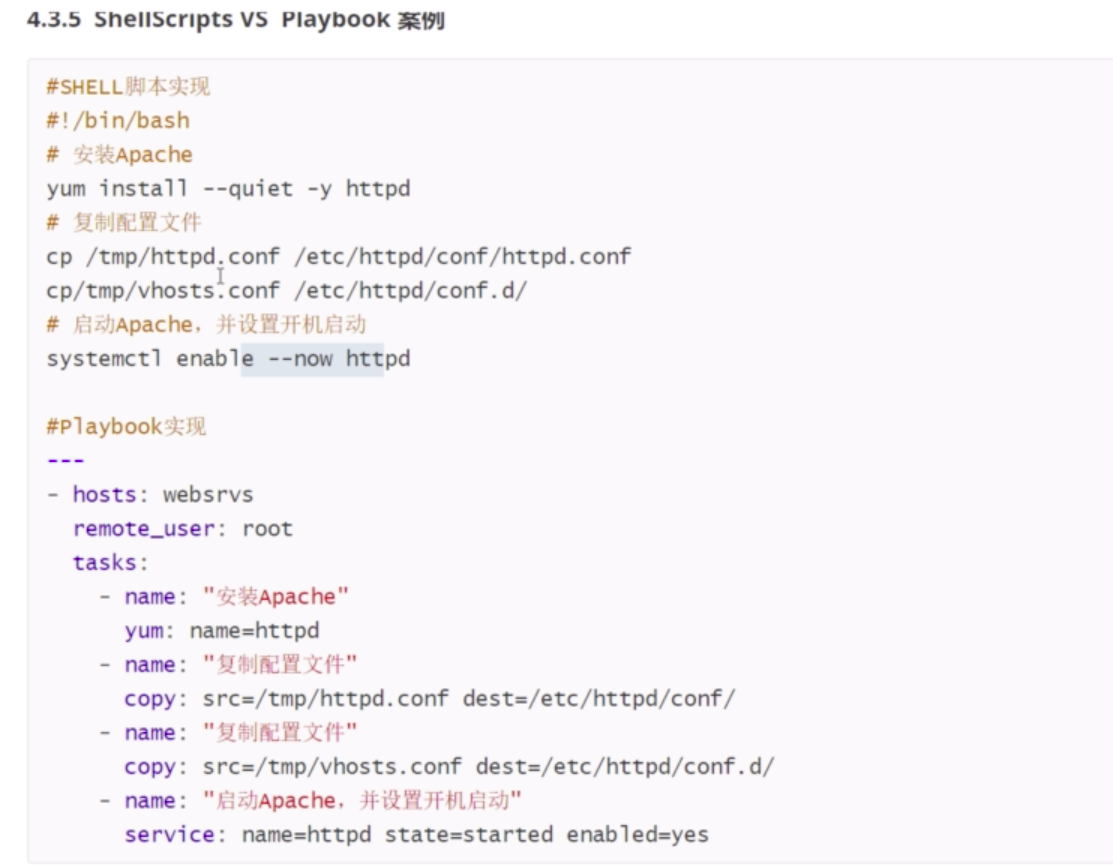 4.3.5 ShellScripts VS Playbook 案例
#SHELL脚本实现
#!/bin/bash
# 安装Apache
yum install --quiet -y httpd
# 复制配置文件
cp /tmp/httpd.conf /etc/httpd/conf/httpd.conf
cp/tmp/vhosts.conf /etc/httpd/conf.d/
# 启动Apache，并设置开机启动
systemctl enable --now httpd
#Playbook实现
---
- hosts: websrvs
  remote_user: root
  tasks:
    - name: "安装Apache"
      yum: name=httpd
    - name: "复制配置文件"
      copy: src=/tmp/httpd.conf dest=/etc/httpd/conf/
    - name: "复制配置文件"
      copy: src=/tmp/vhosts.conf dest=/etc/httpd/conf.d/
    - name: "启动Apache，并设置开机启动"
      service: name=httpd state=started enabled=yes